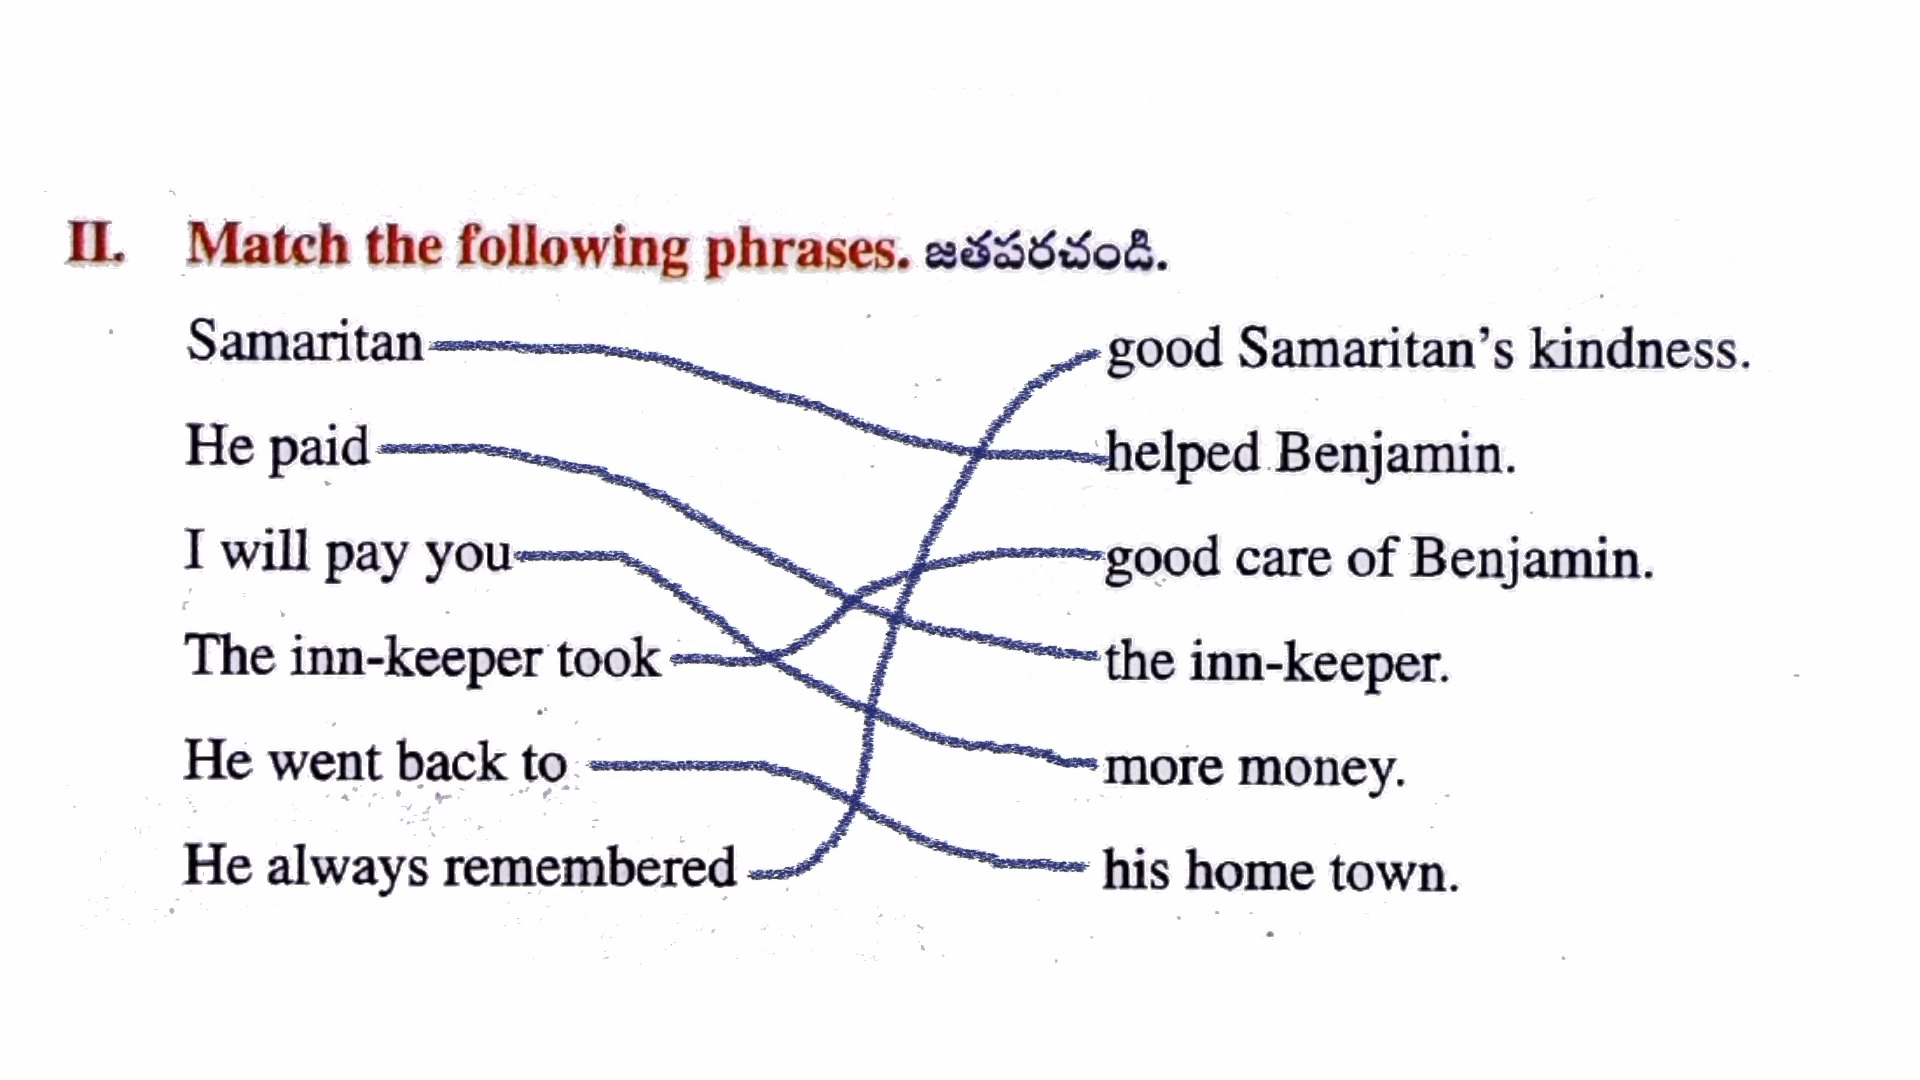 II. Match the following phrases. జతపరచండి.
Samaritan good Samaritan's kindness.
He paid helped Benjamin.
I will pay you good care of Benjamin.
The inn-keeper took the inn-keeper.
He went back to more money.
He always remembered his home town.